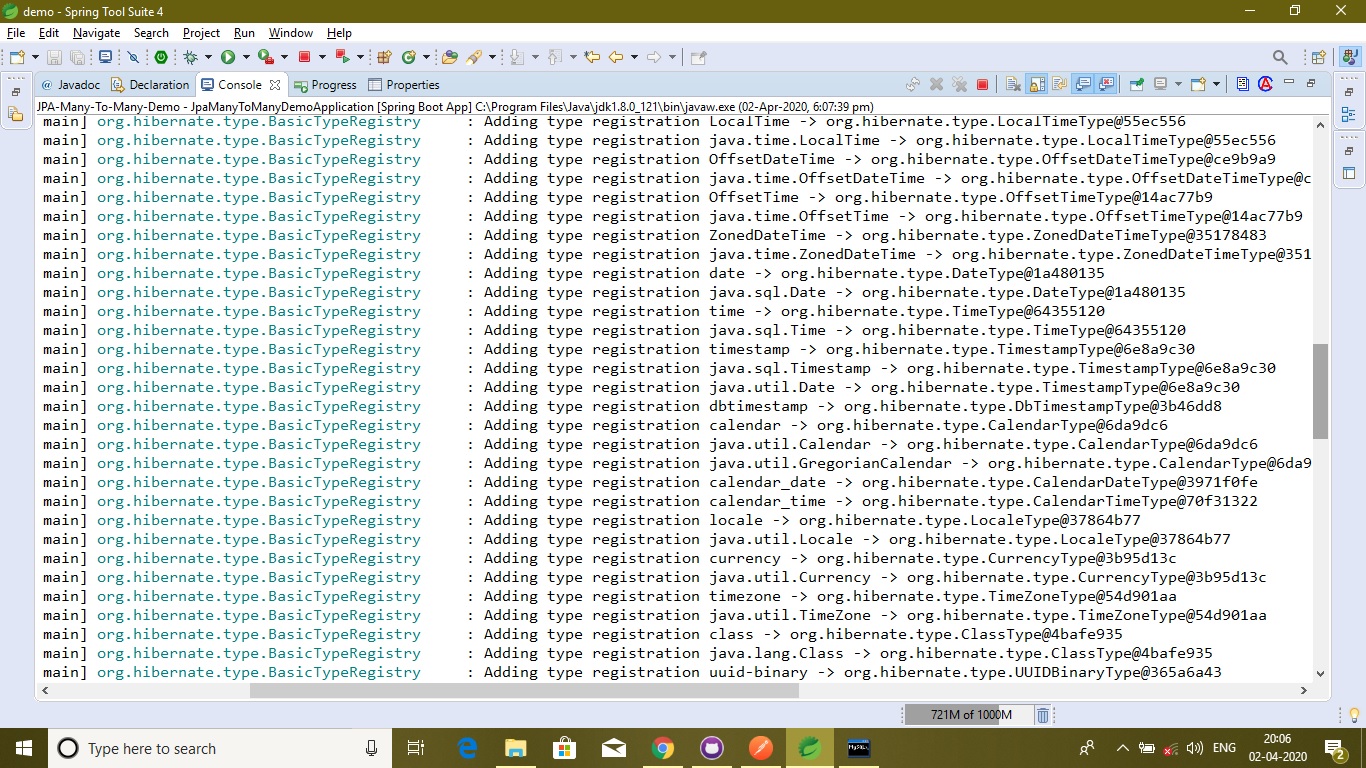 demo - Spring Tool Suite 4
File Edit Navigate Search Project Run Window Help
@ Javadoc Declaration Console Progress Properties
JPA-Many-To-Many-Demo - JpaManyToManyDemoApplication [Spring Boot App] C:\Program Files\Java\jdk1.8.0_121\bin\javaw.exe (02-Apr-2020, 6:07:39 pm)
main] org.hibernate.type.BasicTypeRegistry : Adding type registration LocalTime -> org.hibernate.type.LocalTimeType@55ec556
main] org.hibernate.type.BasicTypeRegistry : Adding type registration java.time.LocalTime -> org.hibernate.type.LocalTimeType@55ec556
main] org.hibernate.type.BasicTypeRegistry : Adding type registration OffsetDateTime -> org.hibernate.type.OffsetDateTimeType@ce9b9a9
main] org.hibernate.type.BasicTypeRegistry : Adding type registration java.time.OffsetDateTime -> org.hibernate.type.OffsetDateTimeType@c
main] org.hibernate.type.BasicTypeRegistry : Adding type registration OffsetTime -> org.hibernate.type.OffsetTimeType@14ac77b9
main] org.hibernate.type.BasicTypeRegistry : Adding type registration java.time.OffsetTime -> org.hibernate.type.OffsetTimeType@14ac77b9
main] org.hibernate.type.BasicTypeRegistry : Adding type registration ZonedDateTime -> org.hibernate.type.ZonedDateTimeType@35178483
main] org.hibernate.type.BasicTypeRegistry : Adding type registration java.time.ZonedDateTime -> org.hibernate.type.ZonedDateTimeType@351
main] org.hibernate.type.BasicTypeRegistry : Adding type registration date -> org.hibernate.type.DateType@1a480135
main] org.hibernate.type.BasicTypeRegistry : Adding type registration java.sql.Date -> org.hibernate.type.DateType@1a480135
main] org.hibernate.type.BasicTypeRegistry : Adding type registration time -> org.hibernate.type.TimeType@64355120
main] org.hibernate.type.BasicTypeRegistry : Adding type registration java.sql.Time -> org.hibernate.type.TimeType@64355120
main] org.hibernate.type.BasicTypeRegistry : Adding type registration timestamp -> org.hibernate.type.TimestampType@6e8a9c30
main] org.hibernate.type.BasicTypeRegistry : Adding type registration java.sql.Timestamp -> org.hibernate.type.TimestampType@6e8a9c30
main] org.hibernate.type.BasicTypeRegistry : Adding type registration java.util.Date -> org.hibernate.type.TimestampType@6e8a9c30
main] org.hibernate.type.BasicTypeRegistry : Adding type registration dbtimestamp -> org.hibernate.type.DbTimestampType@3b46dd8
main] org.hibernate.type.BasicTypeRegistry : Adding type registration calendar -> org.hibernate.type.CalendarType@6da9dc6
main] org.hibernate.type.BasicTypeRegistry : Adding type registration java.util.Calendar -> org.hibernate.type.CalendarType@6da9dc6
main] org.hibernate.type.BasicTypeRegistry : Adding type registration java.util.GregorianCalendar -> org.hibernate.type.CalendarType@6da9
main] org.hibernate.type.BasicTypeRegistry : Adding type registration calendar_date -> org.hibernate.type.CalendarDateType@3971f0fe
main] org.hibernate.type.BasicTypeRegistry : Adding type registration calendar_time -> org.hibernate.type.CalendarTimeType@70f31322
main] org.hibernate.type.BasicTypeRegistry : Adding type registration locale -> org.hibernate.type.LocaleType@37864b77
main] org.hibernate.type.BasicTypeRegistry : Adding type registration java.util.Locale -> org.hibernate.type.LocaleType@37864b77
main] org.hibernate.type.BasicTypeRegistry : Adding type registration currency -> org.hibernate.type.CurrencyType@3b95d13c
main] org.hibernate.type.BasicTypeRegistry : Adding type registration java.util.Currency -> org.hibernate.type.CurrencyType@3b95d13c
main] org.hibernate.type.BasicTypeRegistry : Adding type registration timezone -> org.hibernate.type.TimeZoneType@54d901aa
main] org.hibernate.type.BasicTypeRegistry : Adding type registration java.util.TimeZone -> org.hibernate.type.TimeZoneType@54d901aa
main] org.hibernate.type.BasicTypeRegistry : Adding type registration class -> org.hibernate.type.ClassType@4bafe935
main] org.hibernate.type.BasicTypeRegistry : Adding type registration java.lang.Class -> org.hibernate.type.ClassType@4bafe935
main] org.hibernate.type.BasicTypeRegistry : Adding type registration uuid-binary -> org.hibernate.type.UUIDBinaryType@365a6a43
721M of 1000M
Type here to search
ENG
20:06
02-04-2020
2